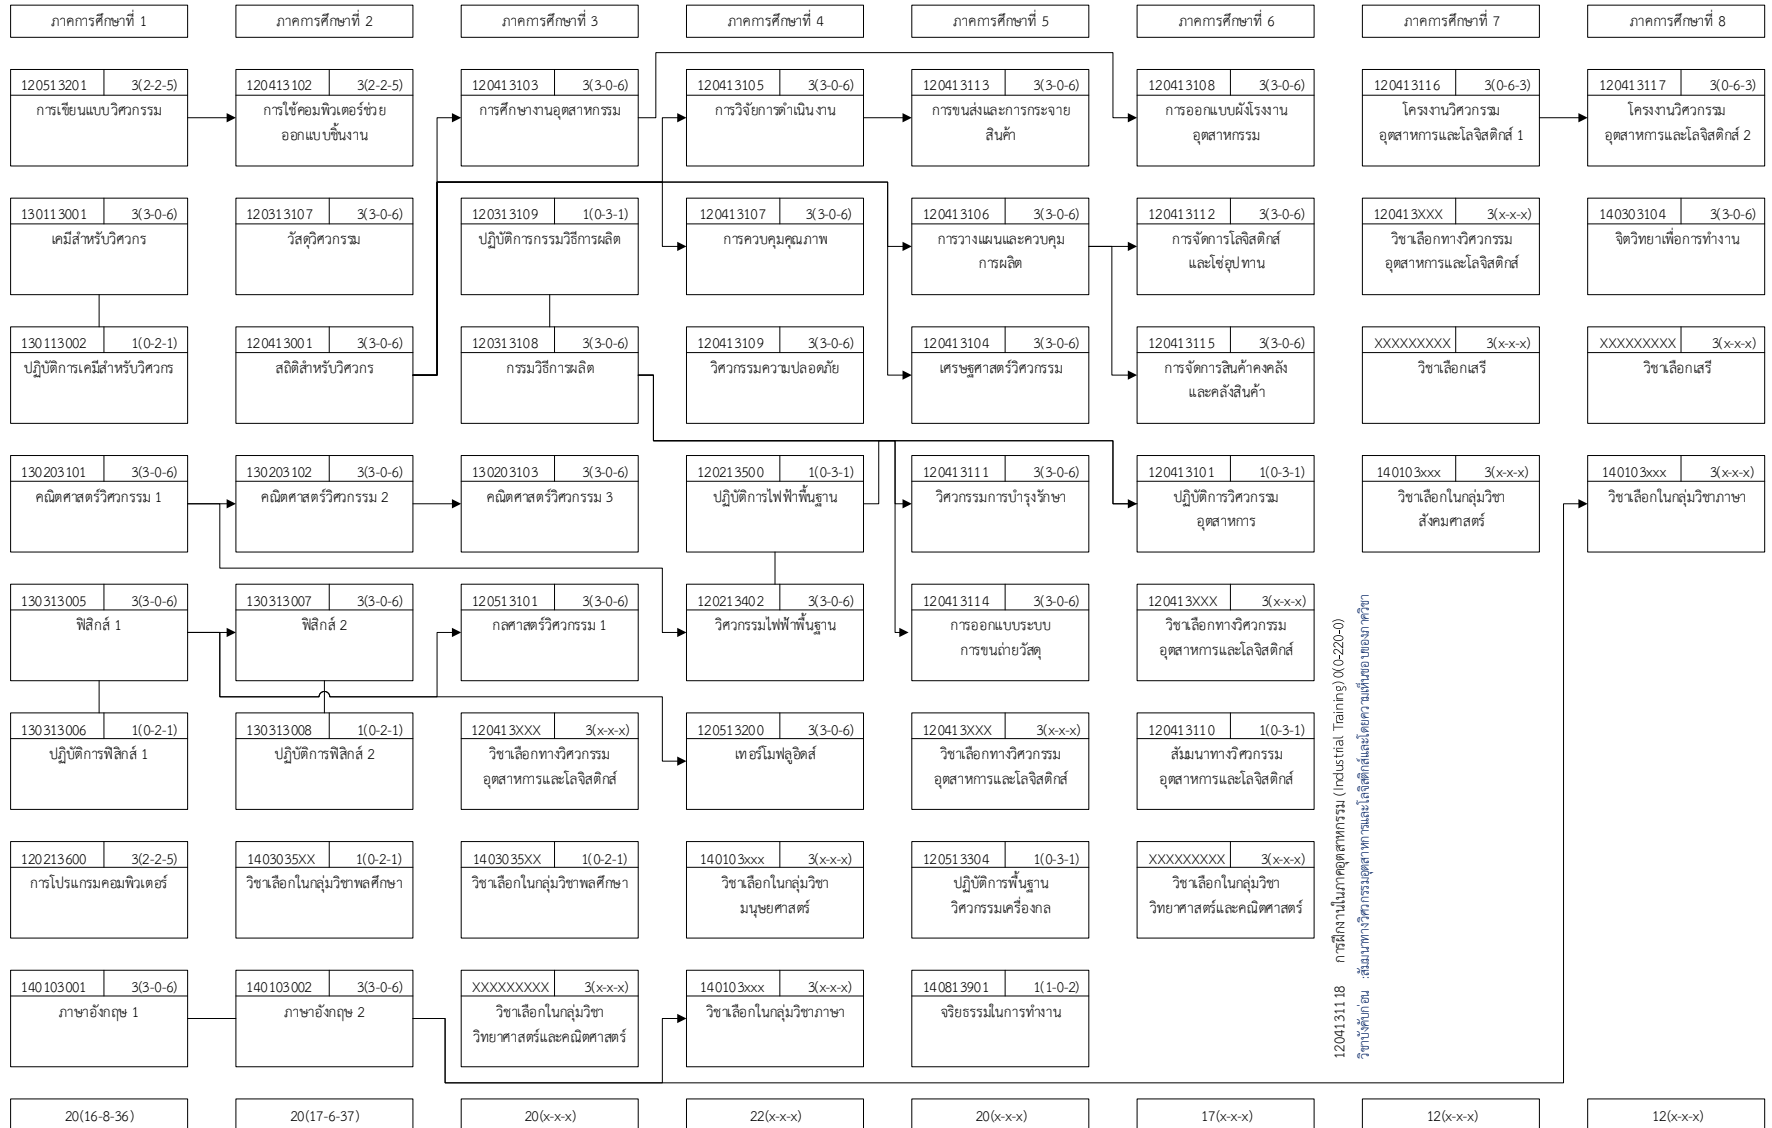 ภาคการศึกษาที่ 1
ภาคการศึกษาที่ 2
ภาคการศึกษาที่ 3
ภาคการศึกษาที่ 4
ภาคการศึกษาที่ 5
ภาคการศึกษาที่ 6
ภาคการศึกษาที่ 7
ภาคการศึกษาที่ 8
120513201 3(2-2-5)
การเขียนแบบวิศวกรรม
120413102 3(2-2-5)
การใช้คอมพิวเตอร์ช่วย
ออกแบบชิ้นงาน
120413103 3(3-0-6)
การศึกษางานอุตสาหกรรม
120413105 3(3-0-6)
การวิจัยการดำเนินงาน
120413113 3(3-0-6)
การขนส่งและการกระจาย
สินค้า
120413108 3(3-0-6)
การออกแบบผังโรงงาน
อุตสาหกรรม
120413116 3(0-6-3)
โครงงานวิศวกรรม
อุตสาหการและโลจิสติกส์ 1
120413117 3(0-6-3)
โครงงานวิศวกรรม
อุตสาหการและโลจิสติกส์ 2
130113001 3(3-0-6)
เคมีสำหรับวิศวกร
120313107 3(3-0-6)
วัสดุวิศวกรรม
120313109 1(0-3-1)
ปฏิบัติการกรรมวิธีการผลิต
120413107 3(3-0-6)
การควบคุมคุณภาพ
120413106 3(3-0-6)
การวางแผนและควบคุม
การผลิต
120413112 3(3-0-6)
การจัดการโลจิสติกส์
และโซ่อุปทาน
120413XXX 3(x-x-x)
วิชาเลือกทางวิศวกรรม
อุตสาหการและโลจิสติกส์
140303104 3(3-0-6)
จิตวิทยาเพื่อการทำงาน
130113002 1(0-2-1)
ปฏิบัติการเคมีสำหรับวิศวกร
120413001 3(3-0-6)
สถิติสำหรับวิศวกร
120313108 3(3-0-6)
กรรมวิธีการผลิต
120413109 3(3-0-6)
วิศวกรรมความปลอดภัย
120413104 3(3-0-6)
เศรษฐศาสตร์วิศวกรรม
120413115 3(3-0-6)
การจัดการสินค้าคงคลัง
และคลังสินค้า
XXXXXXXXX 3(x-x-x)
วิชาเลือกเสรี
XXXXXXXXX 3(x-x-x)
วิชาเลือกเสรี
130203101 3(3-0-6)
คณิตศาสตร์วิศวกรรม 1
130203102 3(3-0-6)
คณิตศาสตร์วิศวกรรม 2
130203103 3(3-0-6)
คณิตศาสตร์วิศวกรรม 3
120213500 1(0-3-1)
ปฏิบัติการไฟฟ้าพื้นฐาน
120413111 3(3-0-6)
วิศวกรรมการบำรุงรักษา
120413101 1(0-3-1)
ปฏิบัติการวิศวกรรม
อุตสาหการ
140103xxx 3(x-x-x)
วิชาเลือกในกลุ่มวิชา
สังคมศาสตร์
140103xxx 3(x-x-x)
วิชาเลือกในกลุ่มวิชาภาษา
130313005 3(3-0-6)
ฟิสิกส์ 1
130313007 3(3-0-6)
ฟิสิกส์ 2
120513101 3(3-0-6)
กลศาสตร์วิศวกรรม 1
120213402 3(3-0-6)
วิศวกรรมไฟฟ้าพื้นฐาน
120413114 3(3-0-6)
การออกแบบระบบ
การขนถ่ายวัสดุ
120413XXX 3(x-x-x)
วิชาเลือกทางวิศวกรรม
อุตสาหการและโลจิสติกส์
130313006 1(0-2-1)
ปฏิบัติการฟิสิกส์ 1
130313008 1(0-2-1)
ปฏิบัติการฟิสิกส์ 2
120413XXX 3(x-x-x)
วิชาเลือกทางวิศวกรรม
อุตสาหการและโลจิสติกส์
120513200 3(3-0-6)
เทอร์โมฟลูอิดส์
120413XXX 3(x-x-x)
วิชาเลือกทางวิศวกรรม
อุตสาหการและโลจิสติกส์
120413110 1(0-3-1)
สัมมนาทางวิศวกรรม
อุตสาหการและโลจิสติกส์
120213600 3(2-2-5)
การโปรแกรมคอมพิวเตอร์
1403035XX 1(0-2-1)
วิชาเลือกในกลุ่มวิชาพลศึกษา
1403035XX 1(0-2-1)
วิชาเลือกในกลุ่มวิชาพลศึกษา
140103xxx 3(x-x-x)
วิชาเลือกในกลุ่มวิชา
มนุษยศาสตร์
120513304 1(0-3-1)
ปฏิบัติการพื้นฐาน
วิศวกรรมเครื่องกล
XXXXXXXXX 3(x-x-x)
วิชาเลือกในกลุ่มวิชา
วิทยาศาสตร์และคณิตศาสตร์
140103001 3(3-0-6)
ภาษาอังกฤษ 1
140103002 3(3-0-6)
ภาษาอังกฤษ 2
XXXXXXXXX 3(x-x-x)
วิชาเลือกในกลุ่มวิชา
วิทยาศาสตร์และคณิตศาสตร์
140103xxx 3(x-x-x)
วิชาเลือกในกลุ่มวิชาภาษา
140813901 1(1-0-2)
จริยธรรมในการทำงาน
1204131118 การฝึกงานในภาคอุตสาหกรรม (Industrial Training) 0(0-220-0)
วิชาบังคับก่อน :สัมมนาทางวิศวกรรมอุตสาหการและโลจิสติกส์และโดยความเห็นชอบของภาควิชา
20(16-8-36)
20(17-6-37)
20(x-x-x)
22(x-x-x)
20(x-x-x)
17(x-x-x)
12(x-x-x)
12(x-x-x)